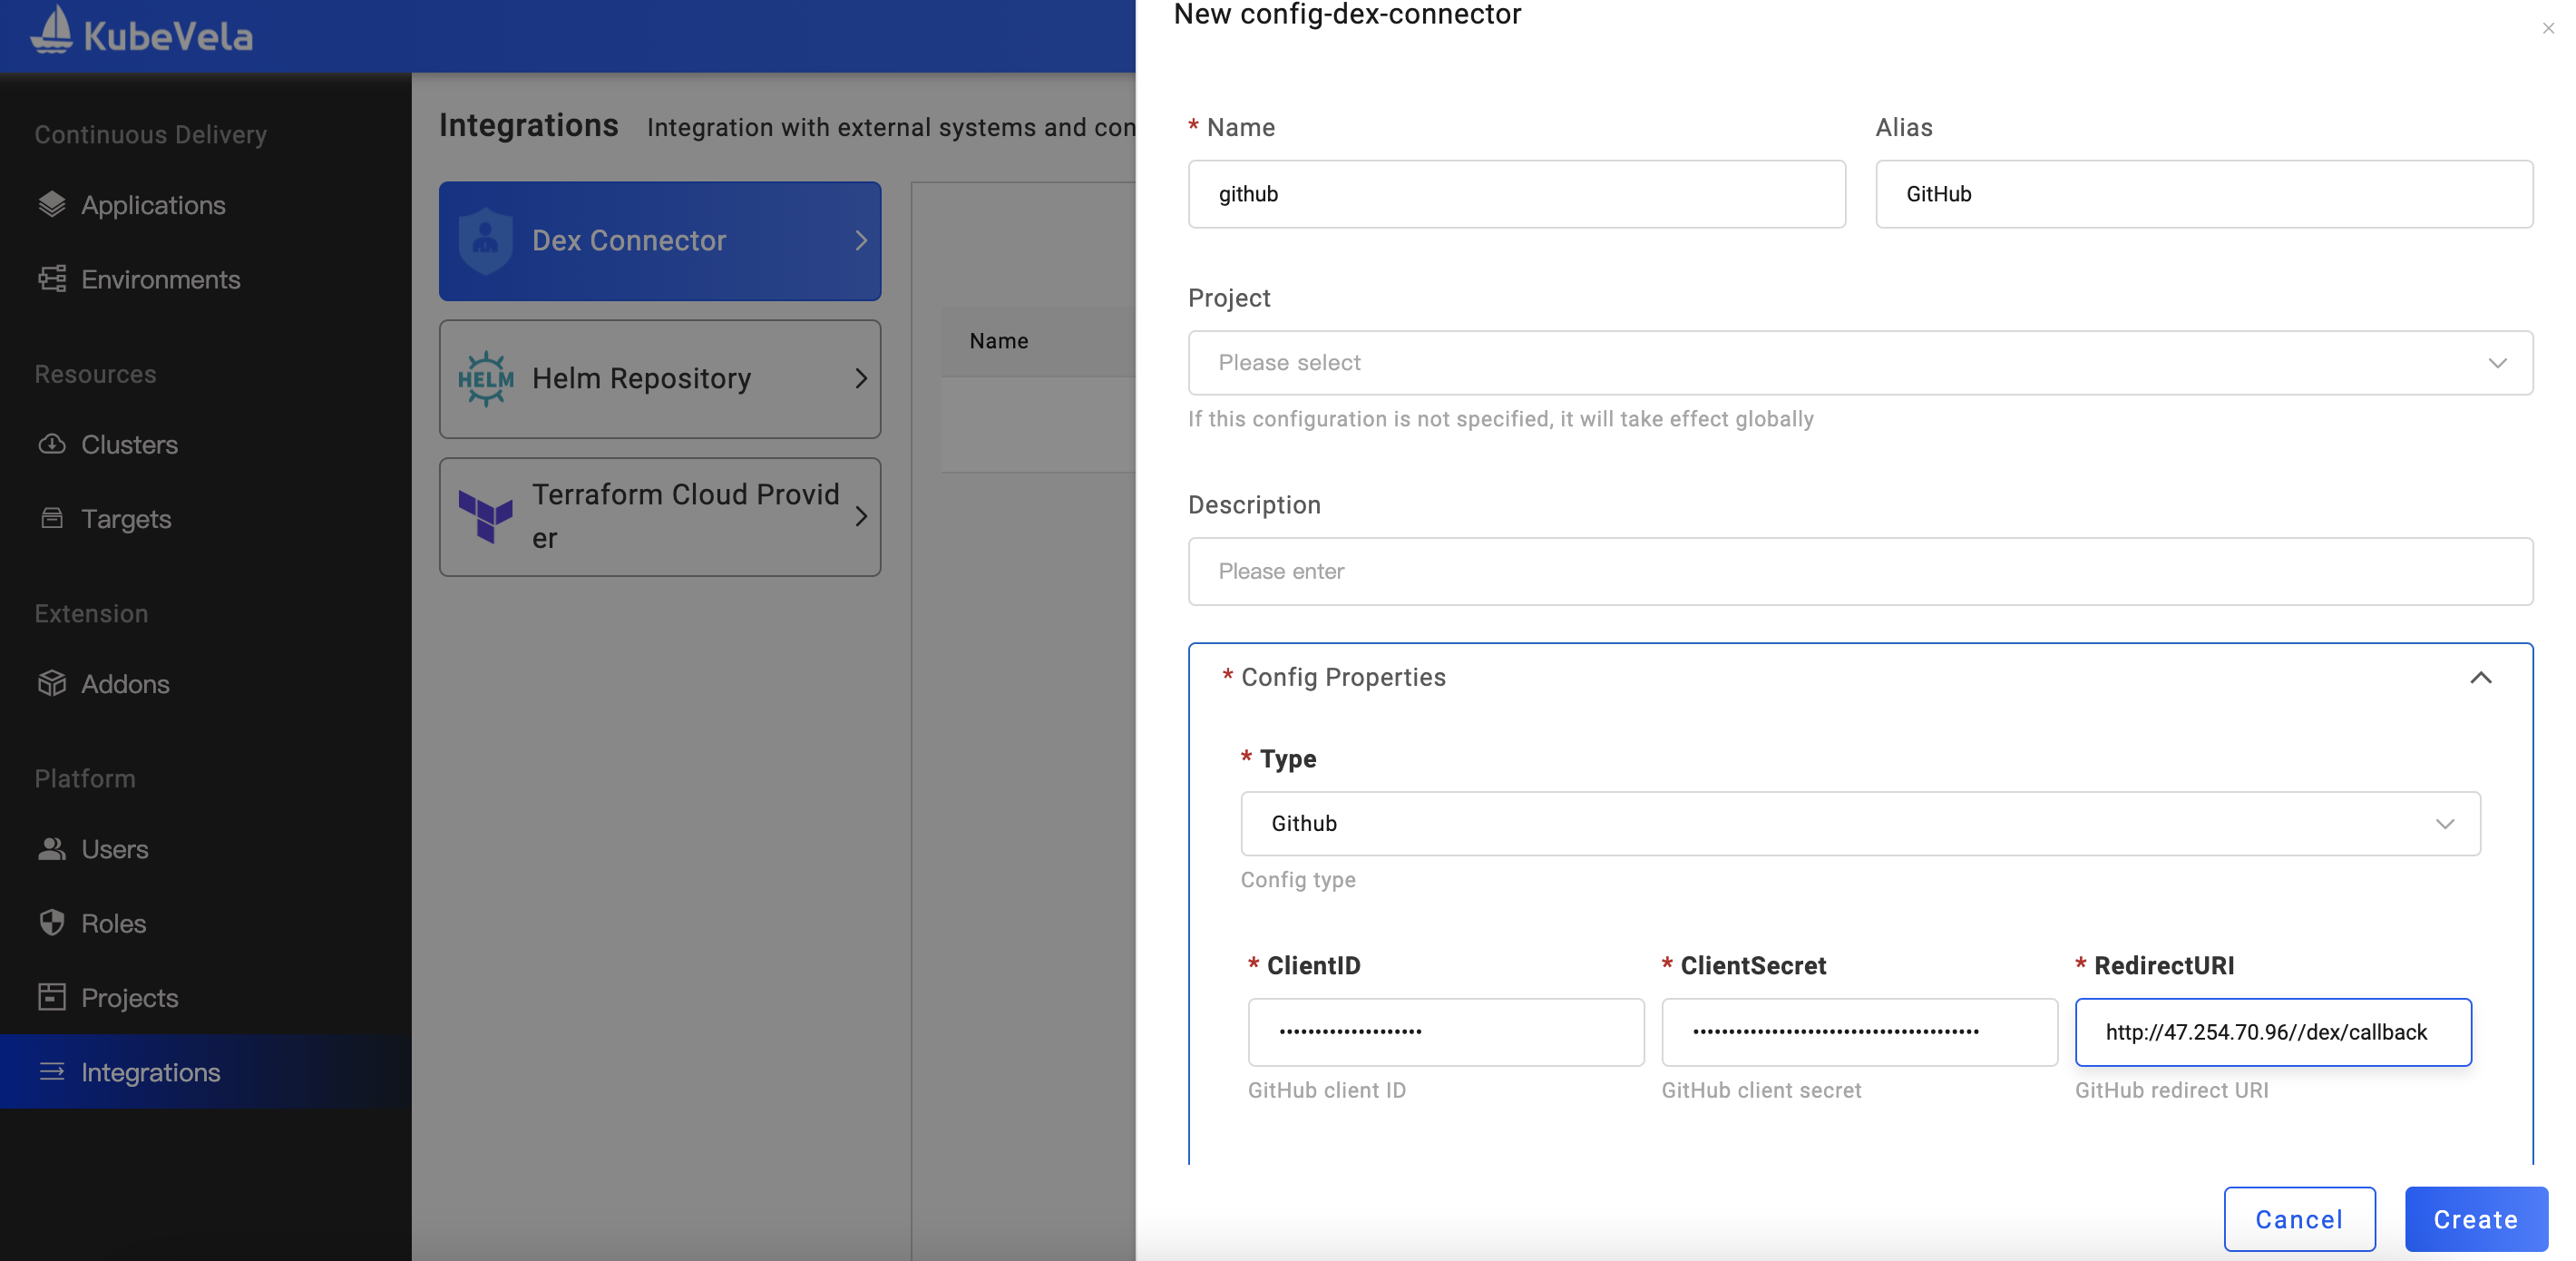 KubeVela
New config-dex-connector
×
Continuous Delivery
Applications
Environments
Resources
Clusters
Targets
Extension
Addons
Platform
Users
Roles
Projects
Integrations
Integrations Integration with external systems and con
Dex Connector
HELM Helm Repository
Terraform Cloud Provid
er
Name
* Name
github
Alias
GitHub
Project
Please select
If this configuration is not specified, it will take effect globally
Description
Please enter
* Config Properties
* Type
Github
Config type
* ClientID
••••••••••••••••••••
GitHub client ID
* ClientSecret
••••••••••••••••••••••••••••••••••••••••
GitHub client secret
* RedirectURI
http://47.254.70.96//dex/callback
GitHub redirect URI
Cancel
Create